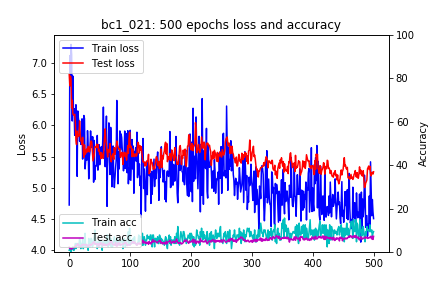 bc1_021: 500 epochs loss and accuracy
Train loss
Test loss
Train acc
Test acc
Loss
Accuracy
7.0
6.5
6.0
5.5
5.0
4.5
4.0
100
80
60
40
20
0
0 100 200 300 400 500